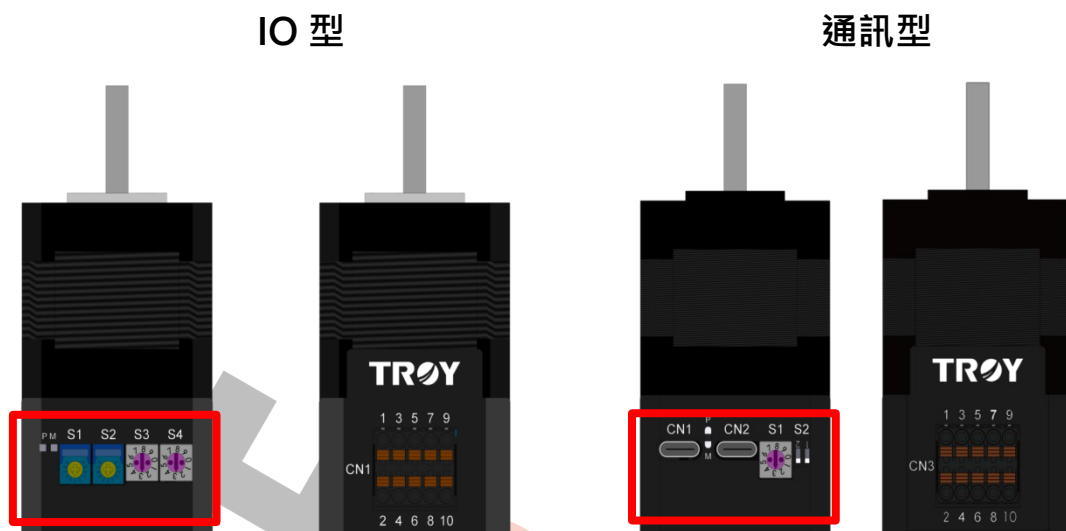 IO 型
通訊型
TROY
TROY
P M S1 S2 S3 S4
1 3 5 7 9
CN1
2 4 6 8 10
P
CN1 CN2 S1 S2
M
1 3 5 7 9
CN3
2 4 6 8 10